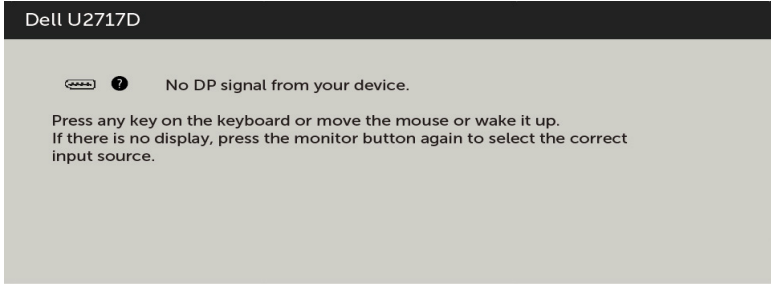 Dell U2717D
No DP signal from your device.
Press any key on the keyboard or move the mouse or wake it up.
If there is no display, press the monitor button again to select the correct
input source.